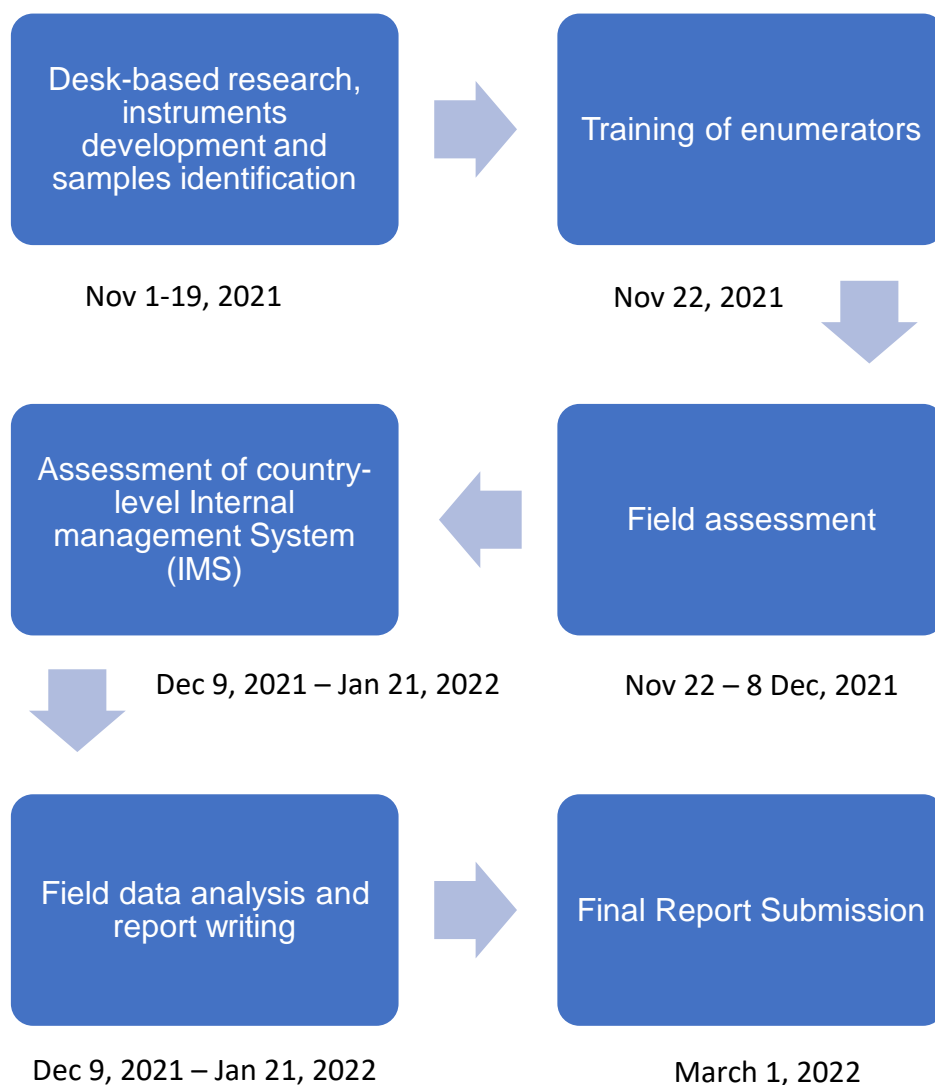 Desk-based research,
instruments
development and
samples identification
Nov 1-19, 2021
Training of enumerators
Nov 22, 2021
Field assessment
Nov 22 – 8 Dec, 2021
Assessment of country-
level Internal
management System
(IMS)
Dec 9, 2021 – Jan 21, 2022
Field data analysis and
report writing
Dec 9, 2021 – Jan 21, 2022
Final Report Submission
March 1, 2022